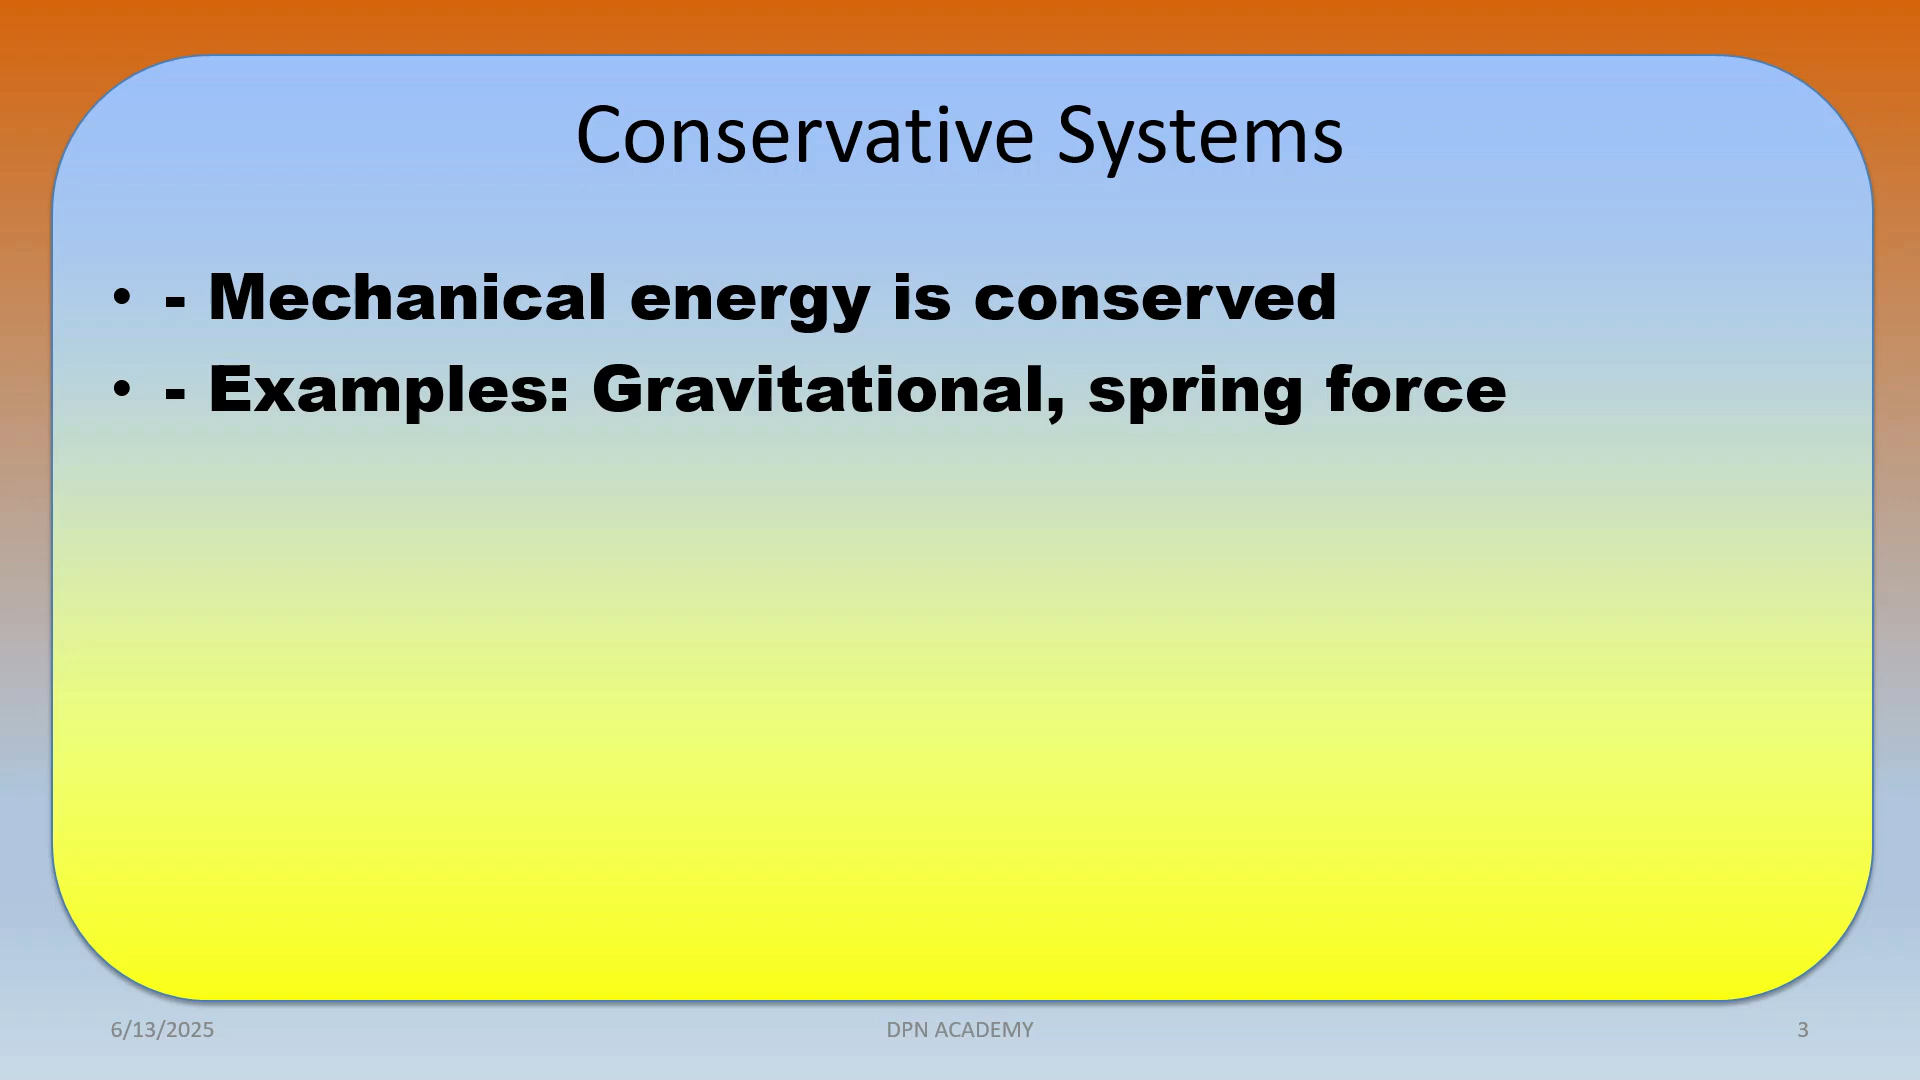 Conservative Systems
• - Mechanical energy is conserved
• - Examples: Gravitational, spring force
6/13/2025
DPN ACADEMY
3